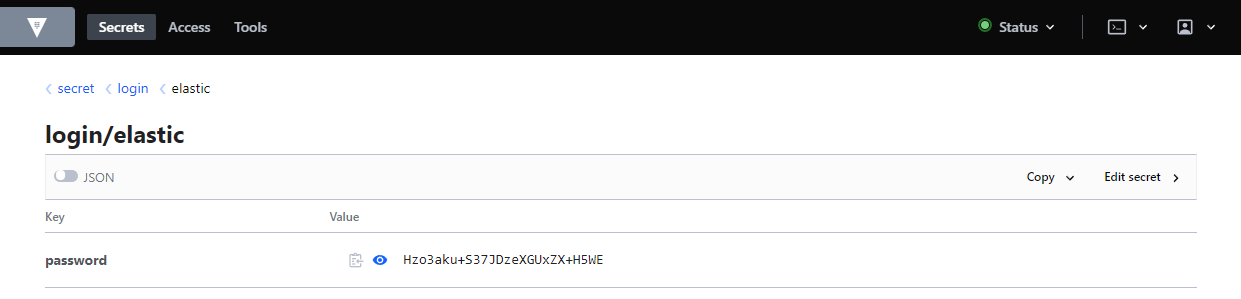 Secrets Access Tools Status
secret login elastic
login/elastic
JSON Copy Edit secret
Key Value
password Hzo3aku+S37JDzeXGUxZX+H5WE